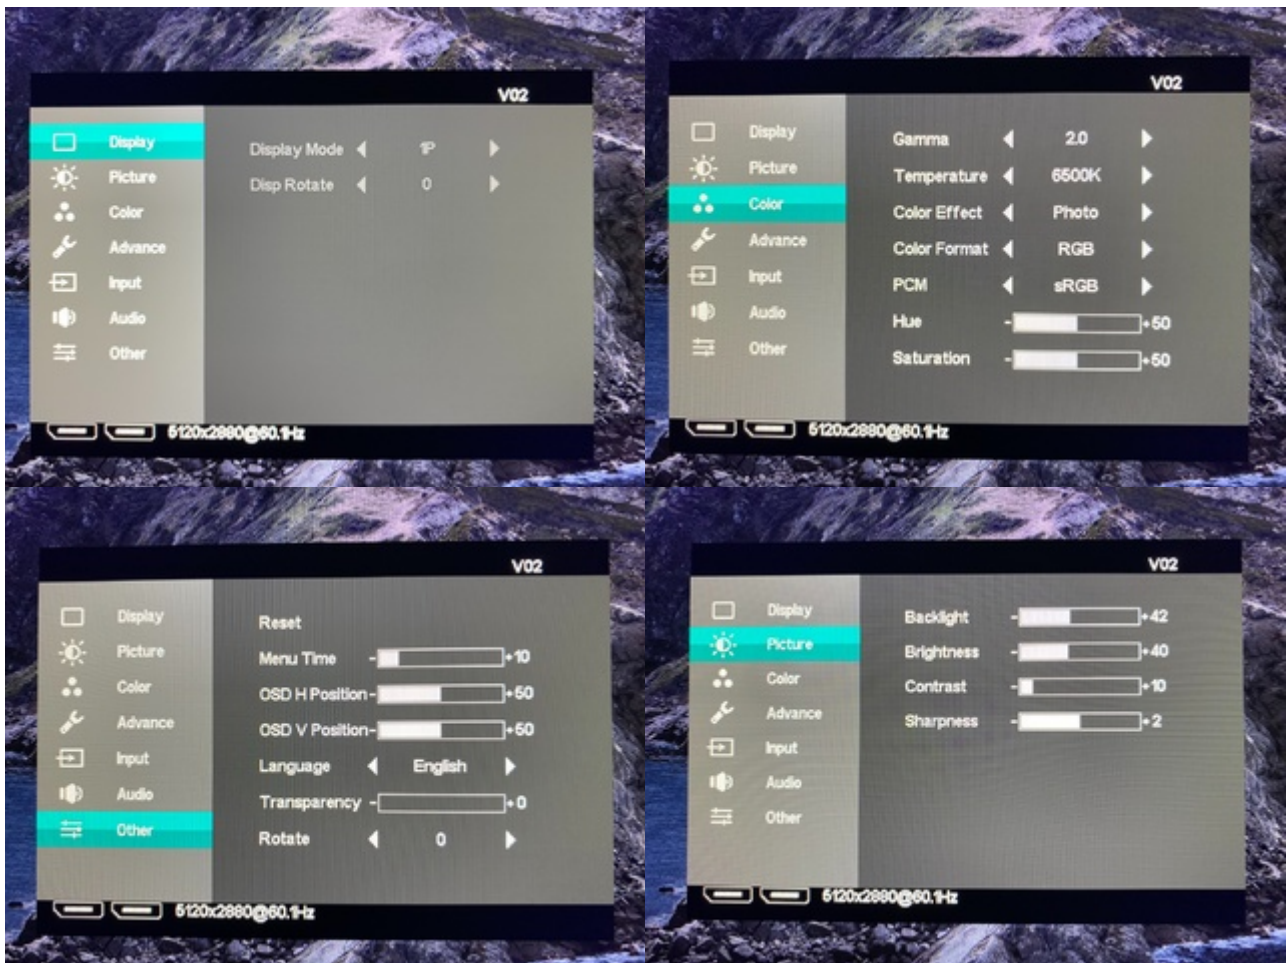 V02
Display
Picture
Color
Advance
Input
Audio
Other
Display Mode 1P
Disp Rotate 0
5120x2880@60.1Hz
V02
Display
Picture
Color
Advance
Input
Audio
Other
Gamma 2.0
Temperature 6500K
Color Effect Photo
Color Format RGB
PCM sRGB
Hue - +50
Saturation - +50
5120x2880@60.1Hz
V02
Display
Picture
Color
Advance
Input
Audio
Other
Reset
Menu Time - +10
OSD H Position - +50
OSD V Position - +50
Language English
Transparency - +0
Rotate 0
5120x2880@60.1Hz
V02
Display
Picture
Color
Advance
Input
Audio
Other
Backlight - +42
Brightness - +40
Contrast - +10
Sharpness - +2
5120x2880@60.1Hz